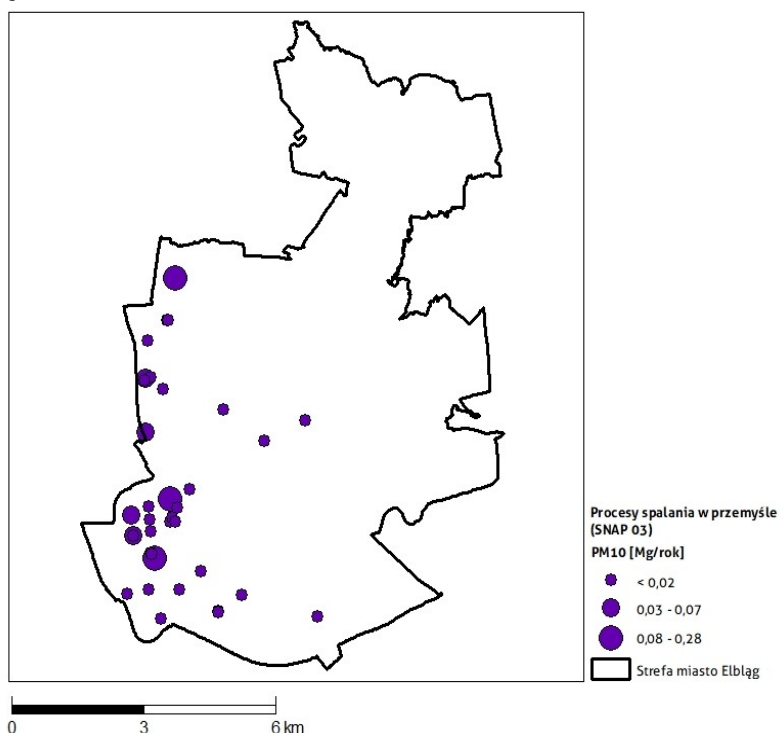 Procesy spalania w przemyśle
(SNAP 03)
PM10 [Mg/rok]
< 0,02
0,03 - 0,07
0,08 - 0,28
Strefa miasto Elbląg
0 3 6 km